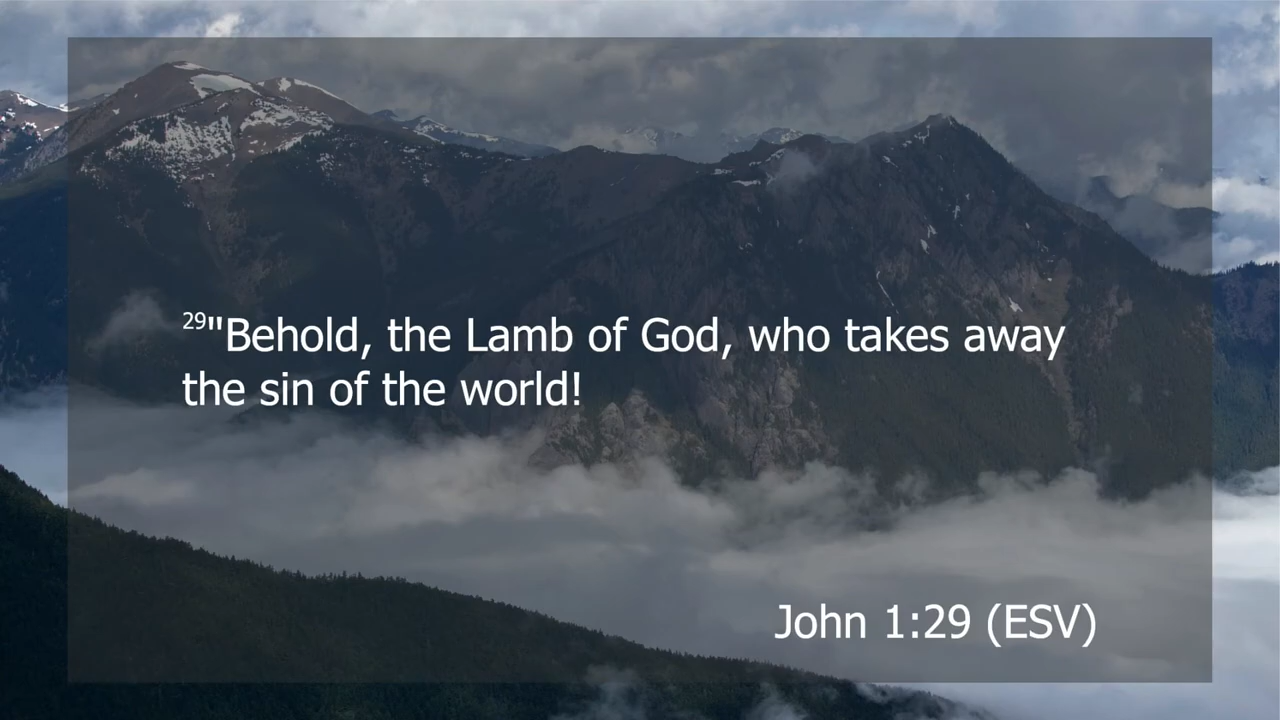 29"Behold, the Lamb of God, who takes away
the sin of the world!
John 1:29 (ESV)